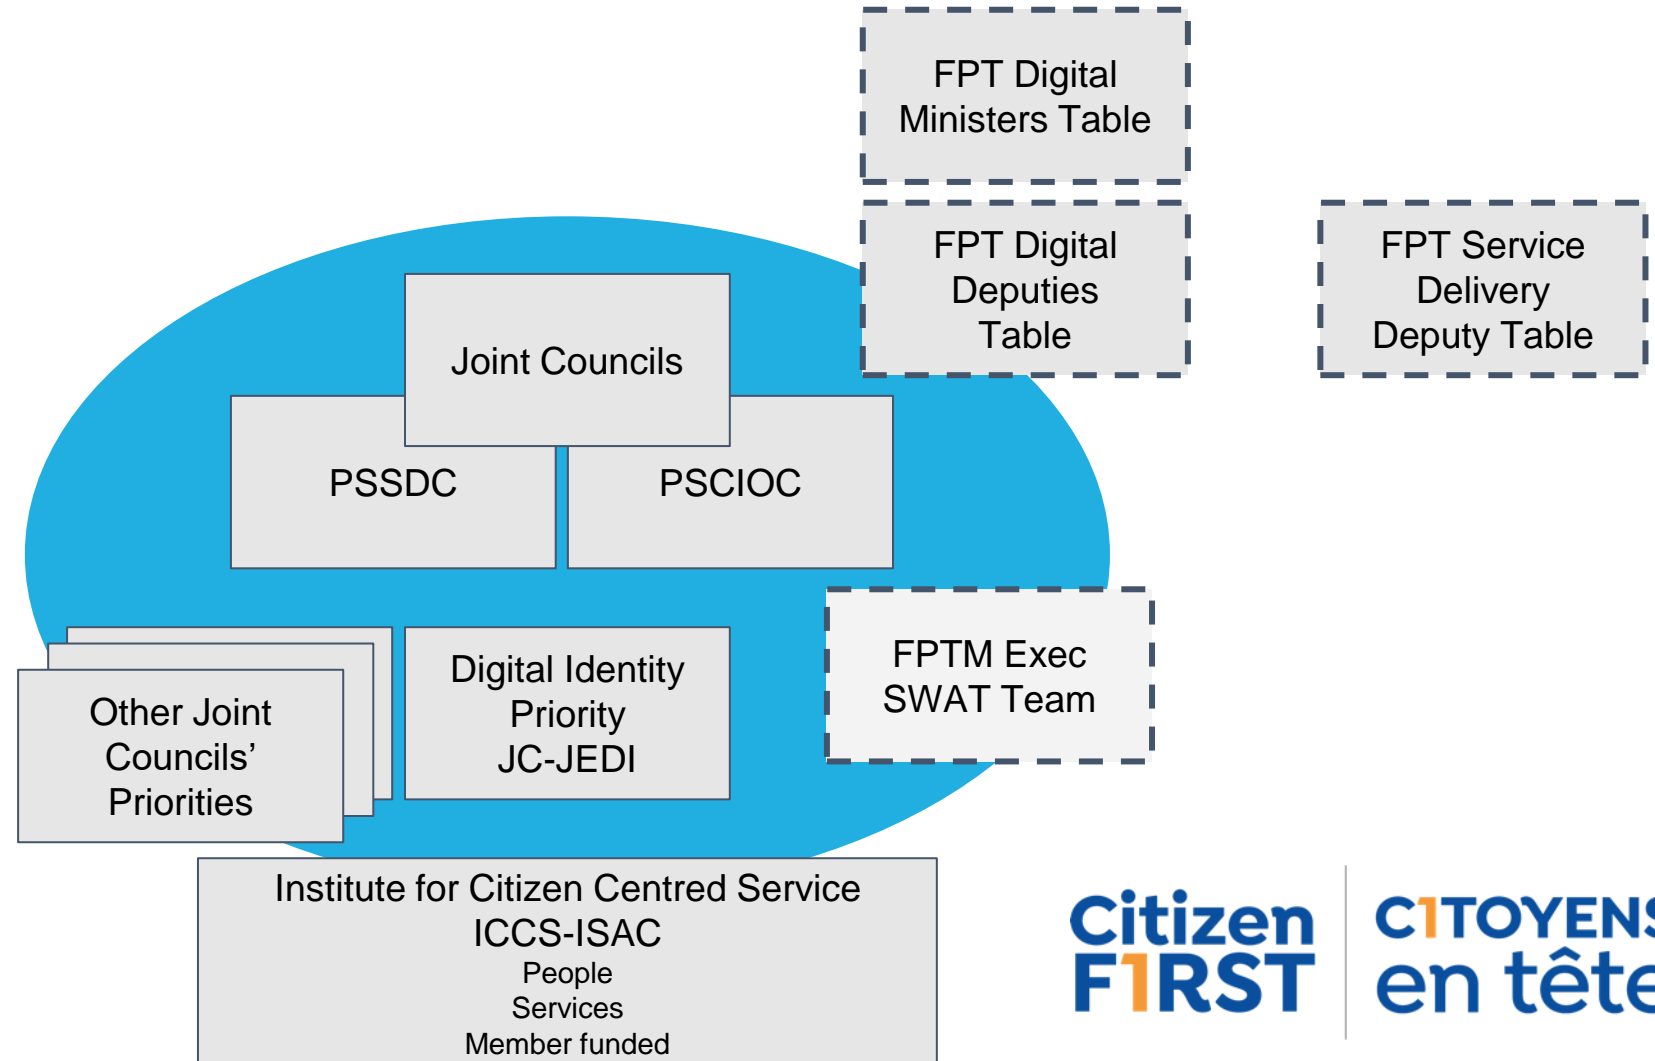 FPT Digital
Ministers Table
FPT Digital
Deputies
Table
FPT Service
Delivery
Deputy Table
Joint Councils
PSSDC
PSCIOC
Other Joint
Councils’
Priorities
Digital Identity
Priority
JC-JEDI
FPTM Exec
SWAT Team
Institute for Citizen Centred Service
ICCS-ISAC
People
Services
Member funded
Citizen
F1RST
C1TOYENS
en tête